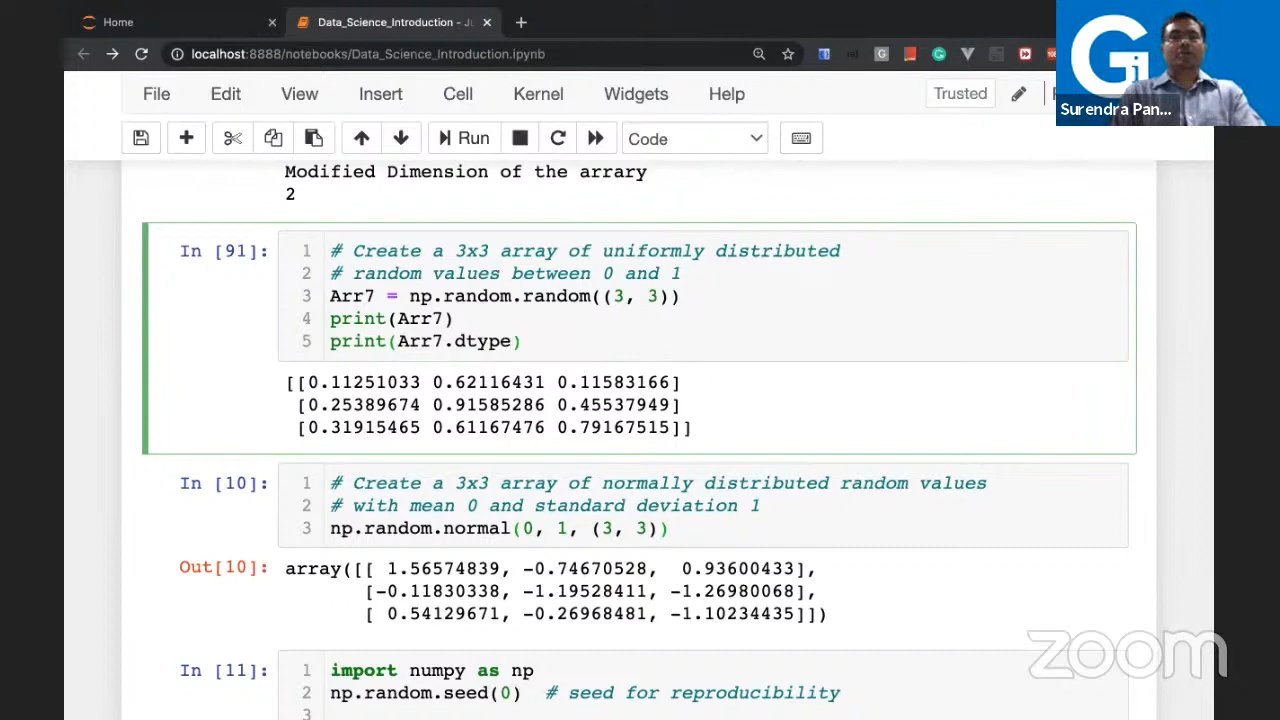 Home
Data_Science_Introduction - Ju
localhost:8888/notebooks/Data_Science_Introduction.ipynb
Surendra Pan...
File Edit View Insert Cell Kernel Widgets Help Trusted
Run Code
Modified Dimension of the arrary
2
In [91]:
1 # Create a 3x3 array of uniformly distributed
2 # random values between 0 and 1
3 Arr7 = np.random.random((3, 3))
4 print(Arr7)
5 print(Arr7.dtype)
[[0.11251033 0.62116431 0.11583166]
[0.25389674 0.91585286 0.45537949]
[0.31915465 0.61167476 0.79167515]]
In [10]:
1 # Create a 3x3 array of normally distributed random values
2 # with mean 0 and standard deviation 1
3 np.random.normal(0, 1, (3, 3))
Out[10]:
array([[ 1.56574839, -0.74670528, 0.93600433],
[-0.11830338, -1.19528411, -1.26980068],
[ 0.54129671, -0.26968481, -1.10234435]])
zoom
In [11]:
1 import numpy as np
2 np.random.seed(0) # seed for reproducibility
3